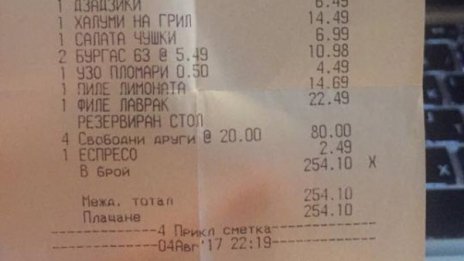 1 ДЗАДЗИКИ 6.49
1 ХАЛУМИ НА ГРИЛ 14.49
1 САЛАТА ЧУШКИ 6.99
2 БУРГАС 63 @ 5.49 10.98
1 УЗО ПЛОМАРИ 0.50 4.49
1 ПИЛЕ ЛИМОНАТА 14.69
1 ФИЛЕ ЛАВРАК 22.49
РЕЗЕРВИРАН СТОЛ
4 Свободни други @ 20.00 80.00
1 ЕСПРЕСО 2.49
В брой 254.10 X
Межд. тотал 254.10
Плащане 254.10
4 Прикл сметка
04Авг'17 22:19